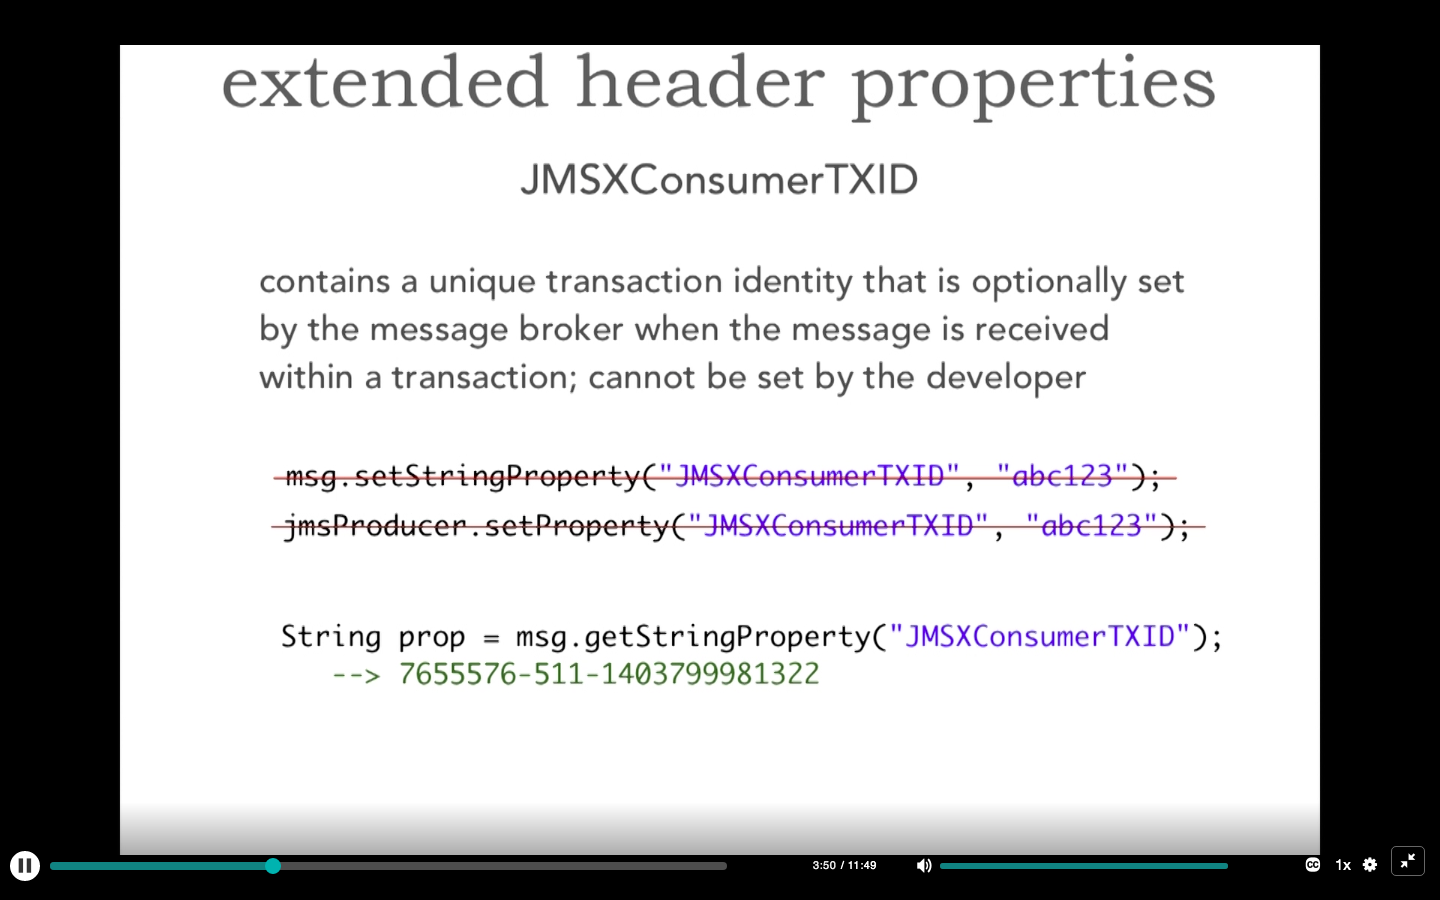 extended header properties
JMSXConsumerTXID
contains a unique transaction identity that is optionally set
by the message broker when the message is received
within a transaction; cannot be set by the developer
msg.setStringProperty("JMSXConsumerTXID", "abc123");
jmsProducer.setProperty("JMSXConsumerTXID", "abc123");
String prop = msg.getStringProperty("JMSXConsumerTXID");
--> 7655576-511-1403799981322
3:50 / 11:49 CC 1x